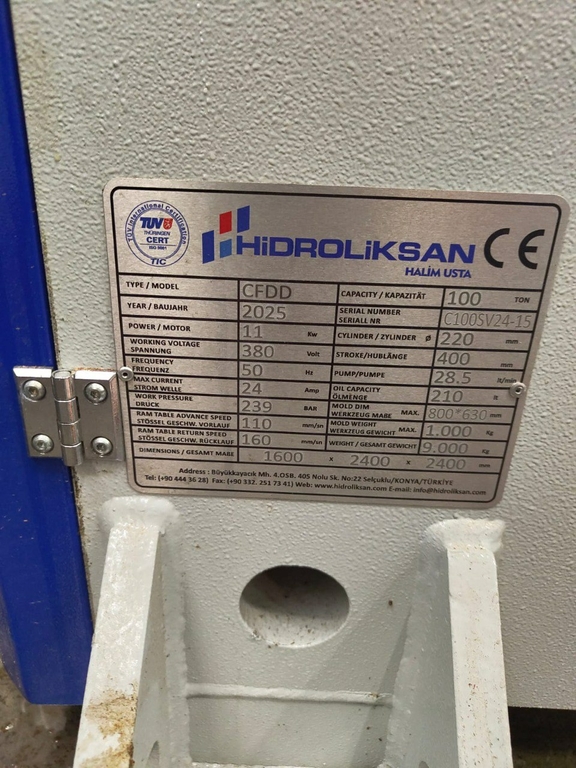 TÜV International Certification
TÜV
THÜRINGEN
CERT
ISO 9001
TIC
HiDROLiKSAN
HALİM USTA
CE
TYPE / MODEL CFDD
YEAR / BAUJAHR 2025
POWER / MOTOR 11 Kw
WORKING VOLTAGE
SPANNUNG 380 Volt
FREQUENCY
FREQUENZ 50 Hz
MAX CURRENT
STROM WELLE 24 Amp
WORK PRESSURE
DRUCK 239 BAR
RAM TABLE ADVANCE SPEED
STÖSSEL GESCHW. VORLAUF 110 mm/sn
RAM TABLE RETURN SPEED
STÖSSEL GESCHW. RÜCKLAUF 160 mm/sn
CAPACITY / KAPAZITÄT 100 TON
SERIAL NUMBER
SERIALL NR C100SV24-15
CYLINDER / ZYLINDER Ø 220 mm
STROKE/HUBLÄNGE 400 mm
PUMP/PUMPE 28.5 lt/min
OIL CAPACITY
ÖLMENGE 210 lt
MOLD DIM
WERKZEUG MAßE MAX. 800*630 mm
MOLD WEIGHT
WERKZEUG GEWICHT MAX. 1.000 Kg
WEIGHT / GESAMT GEWICHT 9.000 Kg
DIMENSIONS / GESAMT MAßE 1600 x 2400 x 2400 mm
Address : Büyükkayacık Mh. 4.OSB. 405 Nolu Sk. No:22 Selçuklu/KONYA/TÜRKİYE
Tel: (+90 444 36 28) Fax: (+90 332. 251 73 41) Web: www.hidroliksan.com E-mail: info@hidroliksan.com